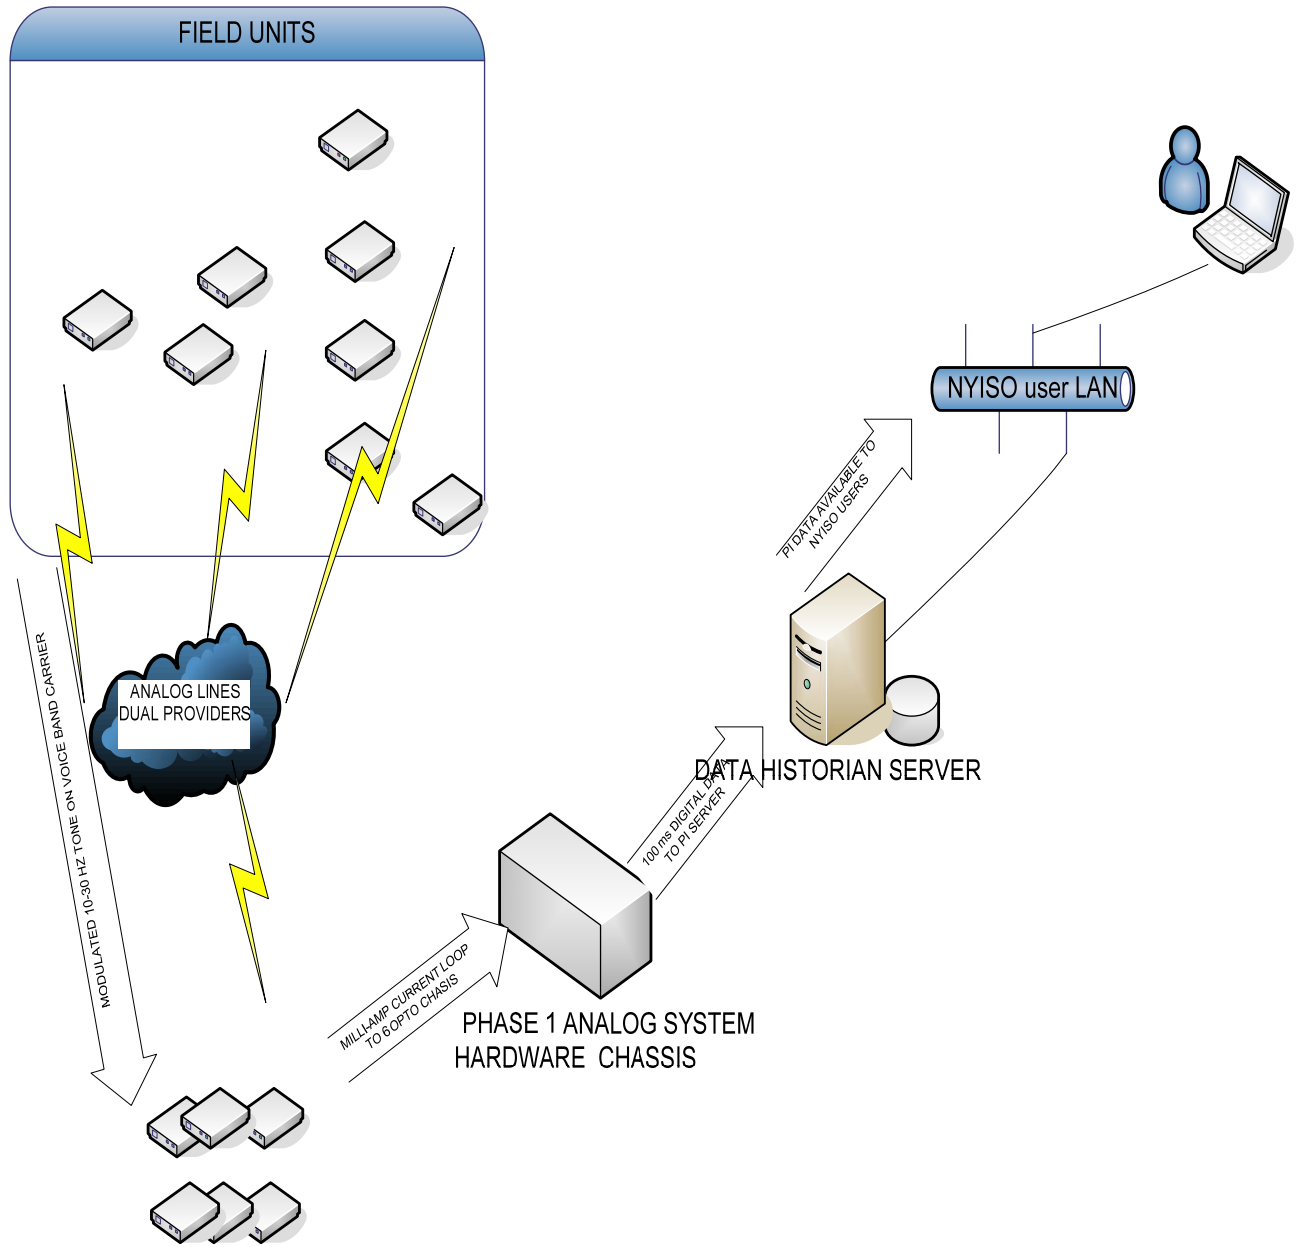 FIELD UNITS
NYISO user LAN
PI DATA AVAILABLE TO
NYISO USERS
MODULATED 10-30 HZ TONE ON VOICE BAND CARRIER
ANALOG LINES
DUAL PROVIDERS
DATA HISTORIAN SERVER
100 ms DIGITAL DATA
TO PI SERVER
MILLI-AMP CURRENT LOOP
TO 6 OPTO CHASIS
PHASE 1 ANALOG SYSTEM
HARDWARE CHASSIS